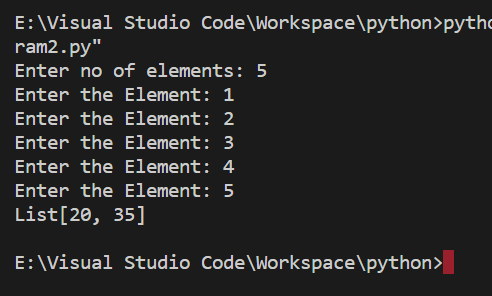 E:\Visual Studio Code\Workspace\python>pytho
ram2.py"
Enter no of elements: 5
Enter the Element: 1
Enter the Element: 2
Enter the Element: 3
Enter the Element: 4
Enter the Element: 5
List[20, 35]
E:\Visual Studio Code\Workspace\python>